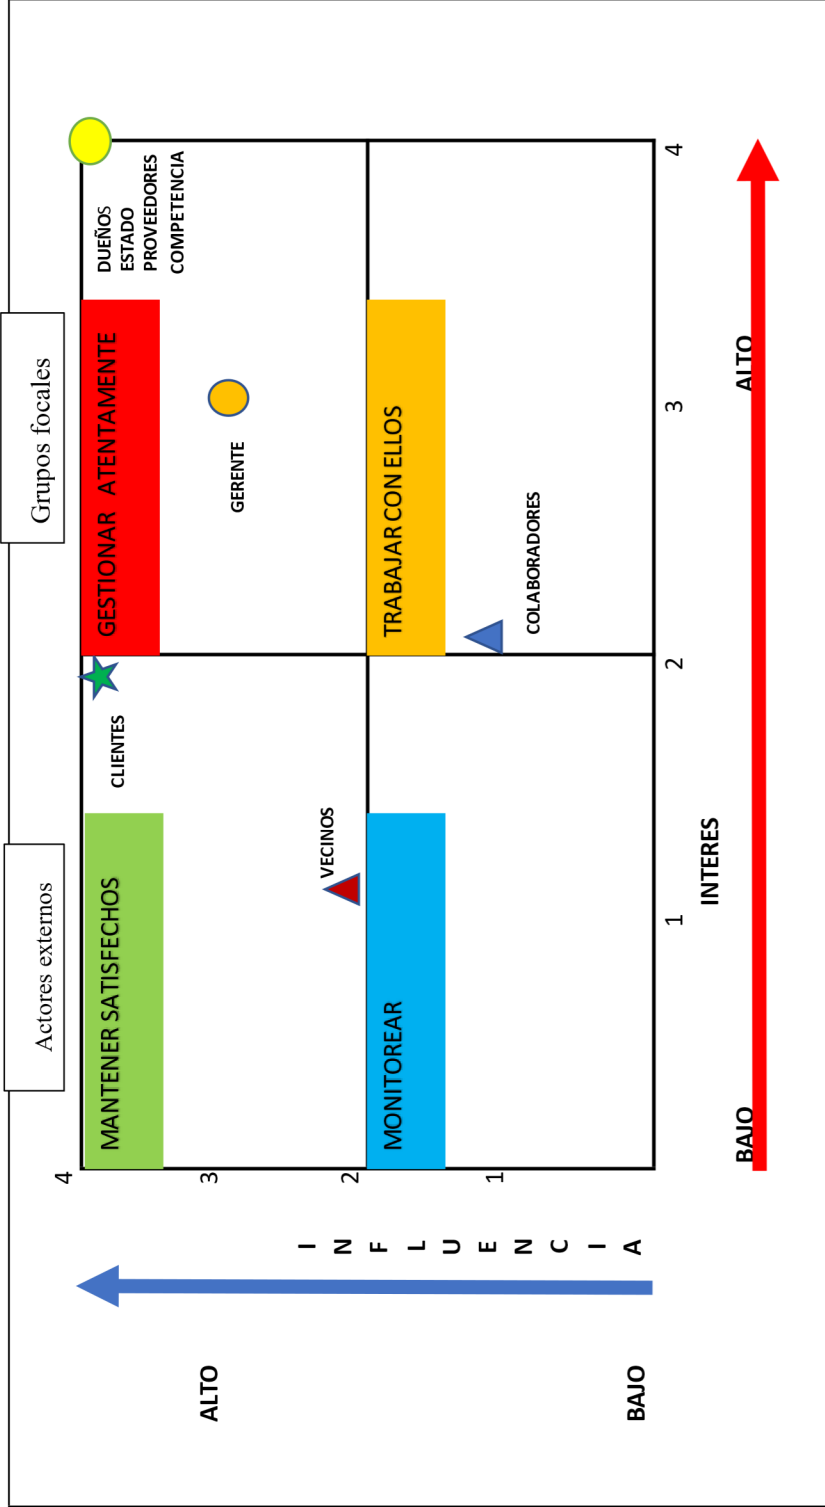 Actores externos
Grupos focales
4
MANTENER SATISFECHOS
CLIENTES
GESTIONAR ATENTAMENTE
DUEÑOS
ESTADO
PROVEEDORES
COMPETENCIA
ALTO
3
GERENTE
I
N
F
L
U
E
N
C
I
A
2
VECINOS
MONITOREAR
TRABAJAR CON ELLOS
1
COLABORADORES
BAJO
1
2
3
4
INTERES
BAJO
ALTO